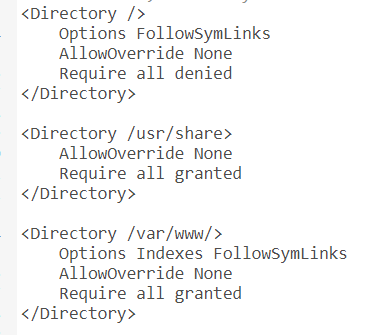 <Directory />
    Options FollowSymLinks
    AllowOverride None
    Require all denied
</Directory>

<Directory /usr/share>
    AllowOverride None
    Require all granted
</Directory>

<Directory /var/www/>
    Options Indexes FollowSymLinks
    AllowOverride None
    Require all granted
</Directory>